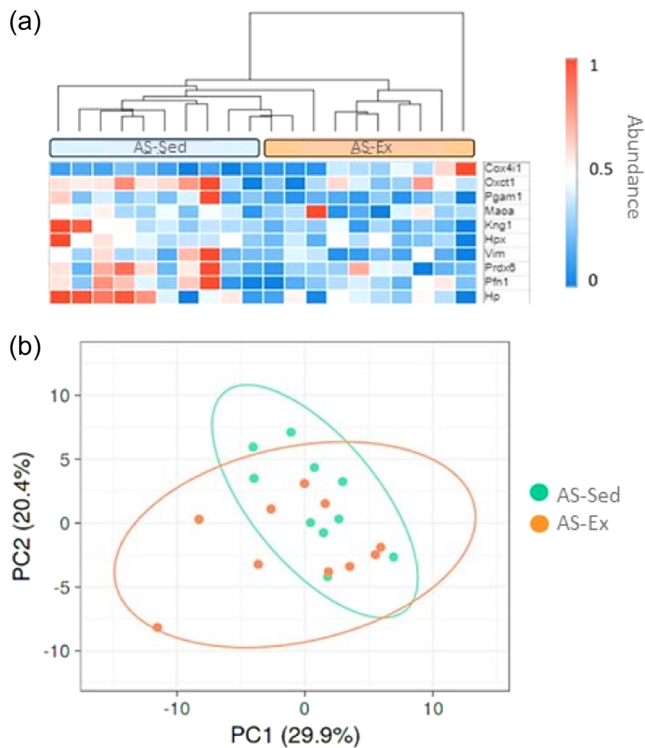 (a)
AS-Sed
AS-Ex
Cox4i1
Oxct1
Pgam1
Maoa
Kng1
Hpx
Vim
Prdx6
Pfn1
Hp
1
0.5
0
Abundance
(b)
10
5
0
-5
-10
PC2 (20.4%)
-10
0
10
PC1 (29.9%)
AS-Sed
AS-Ex